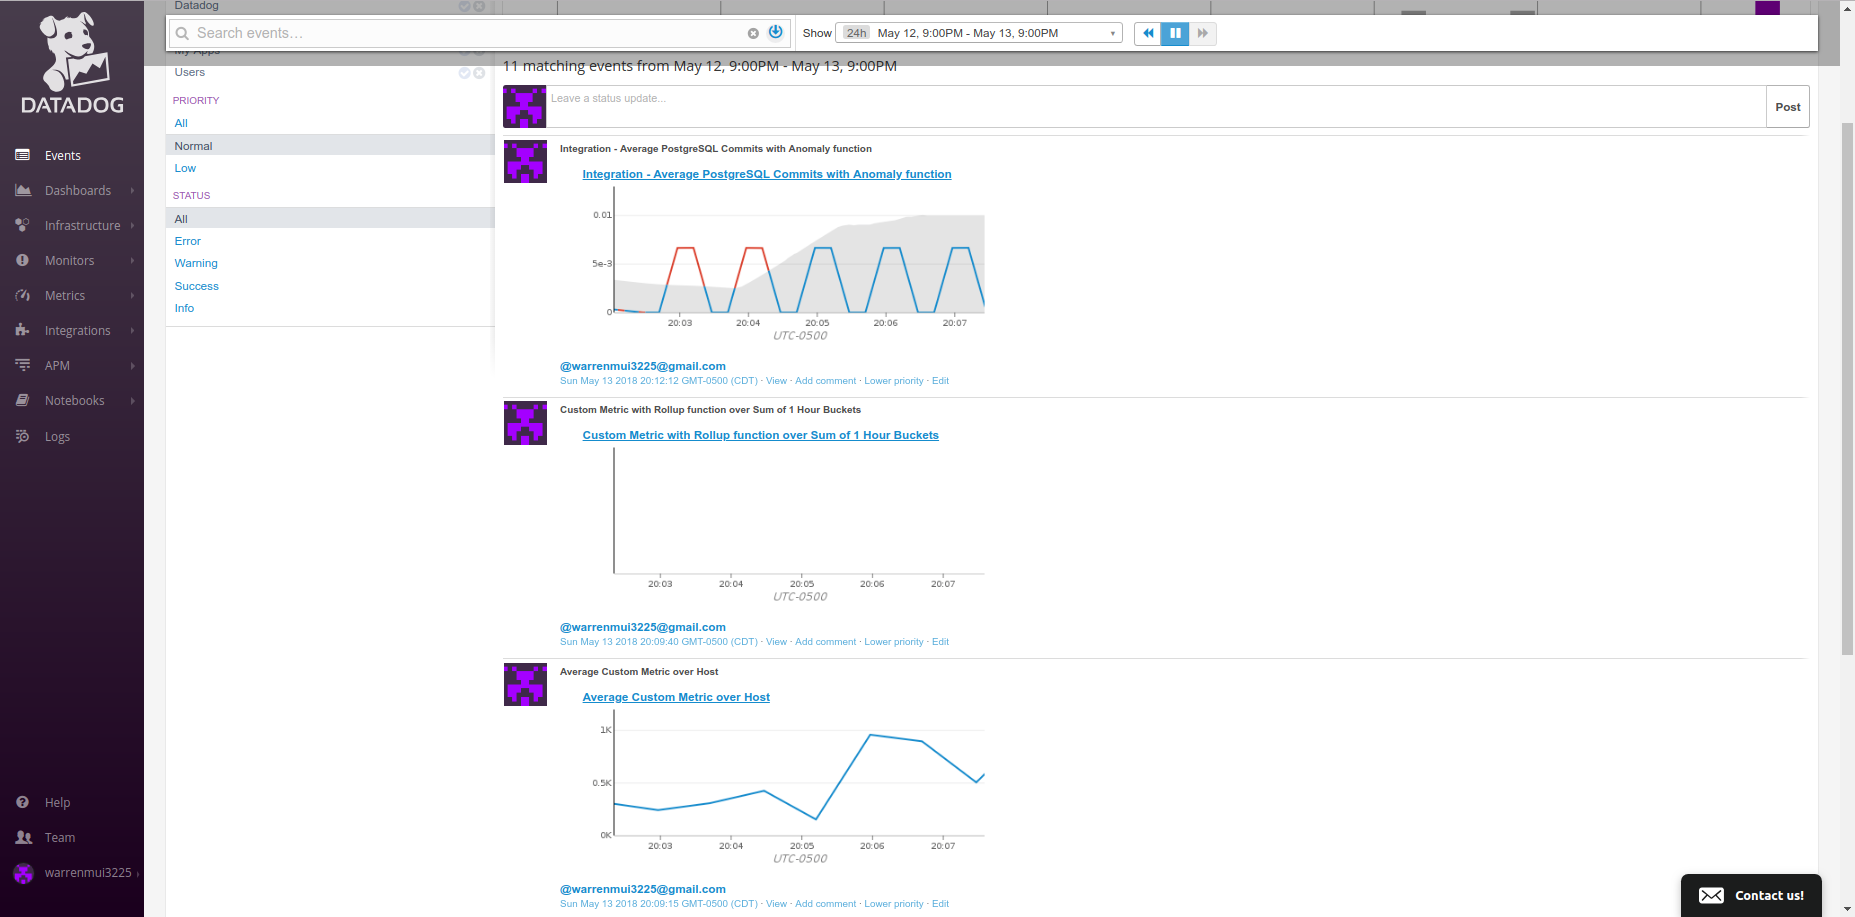 DATADOG
Events
Dashboards
Infrastructure
Monitors
Metrics
Integrations
APM
Notebooks
Logs
Help
Team
warrenmui3225
Datadog
Search events...
My Apps
Users
PRIORITY
All
Normal
Low
STATUS
All
Error
Warning
Success
Info
Show 24h May 12, 9:00PM - May 13, 9:00PM
11 matching events from May 12, 9:00PM - May 13, 9:00PM
Leave a status update...
Post
Integration - Average PostgreSQL Commits with Anomaly function
Integration - Average PostgreSQL Commits with Anomaly function
0.01
5e-3
0
20:03 20:04 20:05 20:06 20:07
UTC-0500
@warrenmui3225@gmail.com
Sun May 13 2018 20:12:12 GMT-0500 (CDT) · View · Add comment · Lower priority · Edit
Custom Metric with Rollup function over Sum of 1 Hour Buckets
Custom Metric with Rollup function over Sum of 1 Hour Buckets
20:03 20:04 20:05 20:06 20:07
UTC-0500
@warrenmui3225@gmail.com
Sun May 13 2018 20:09:40 GMT-0500 (CDT) · View · Add comment · Lower priority · Edit
Average Custom Metric over Host
Average Custom Metric over Host
1K
0.5K
0K
20:03 20:04 20:05 20:06 20:07
UTC-0500
@warrenmui3225@gmail.com
Sun May 13 2018 20:09:15 GMT-0500 (CDT) · View · Add comment · Lower priority · Edit
Contact us!